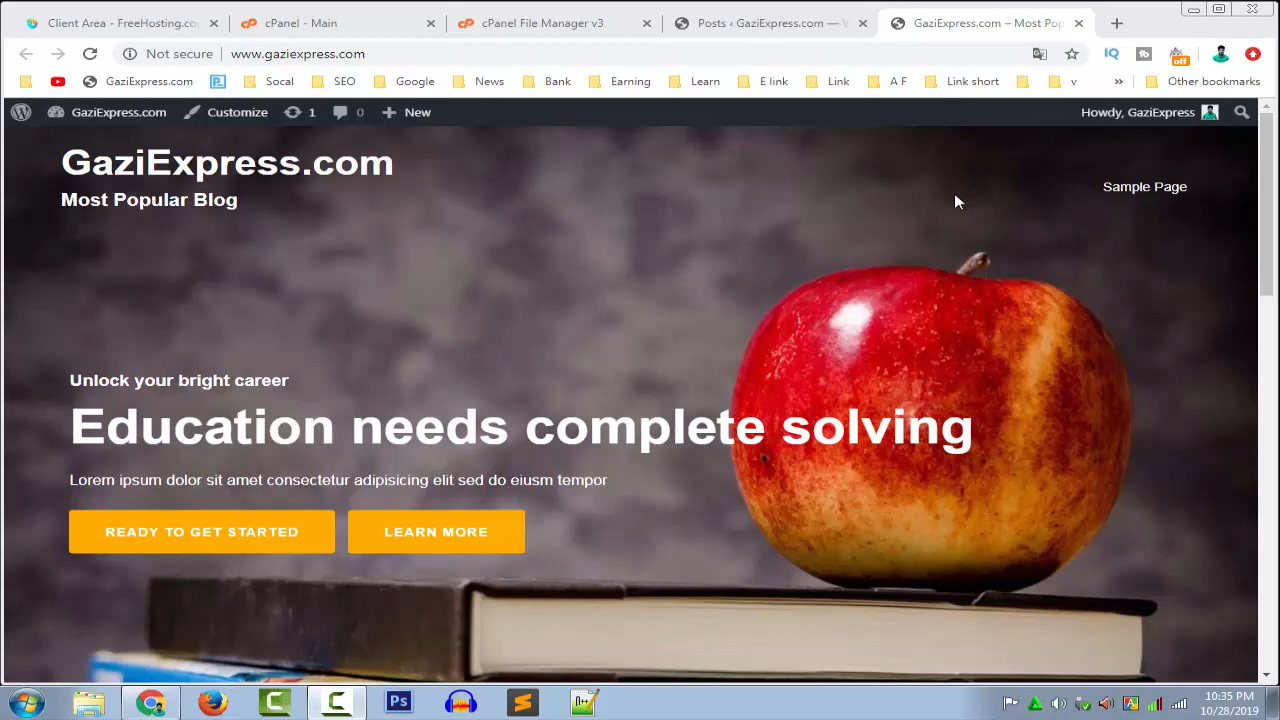 Client Area - FreeHosting.co
cPanel - Main
cPanel File Manager v3
Posts ‹ GaziExpress.com —
GaziExpress.com – Most Pop
Not secure
www.gaziexpress.com
IQ
tb
off
GaziExpress.com
Socal
SEO
Google
News
Bank
Earning
Learn
E link
Link
A F
Link short
v
»
Other bookmarks
GaziExpress.com
Customize
1
0
New
Howdy, GaziExpress
GaziExpress.com
Most Popular Blog
Sample Page
Unlock your bright career
Education needs complete solving
Lorem ipsum dolor sit amet consectetur adipisicing elit sed do eiusm tempor
READY TO GET STARTED
LEARN MORE
Ps
10:35 PM
10/28/2019